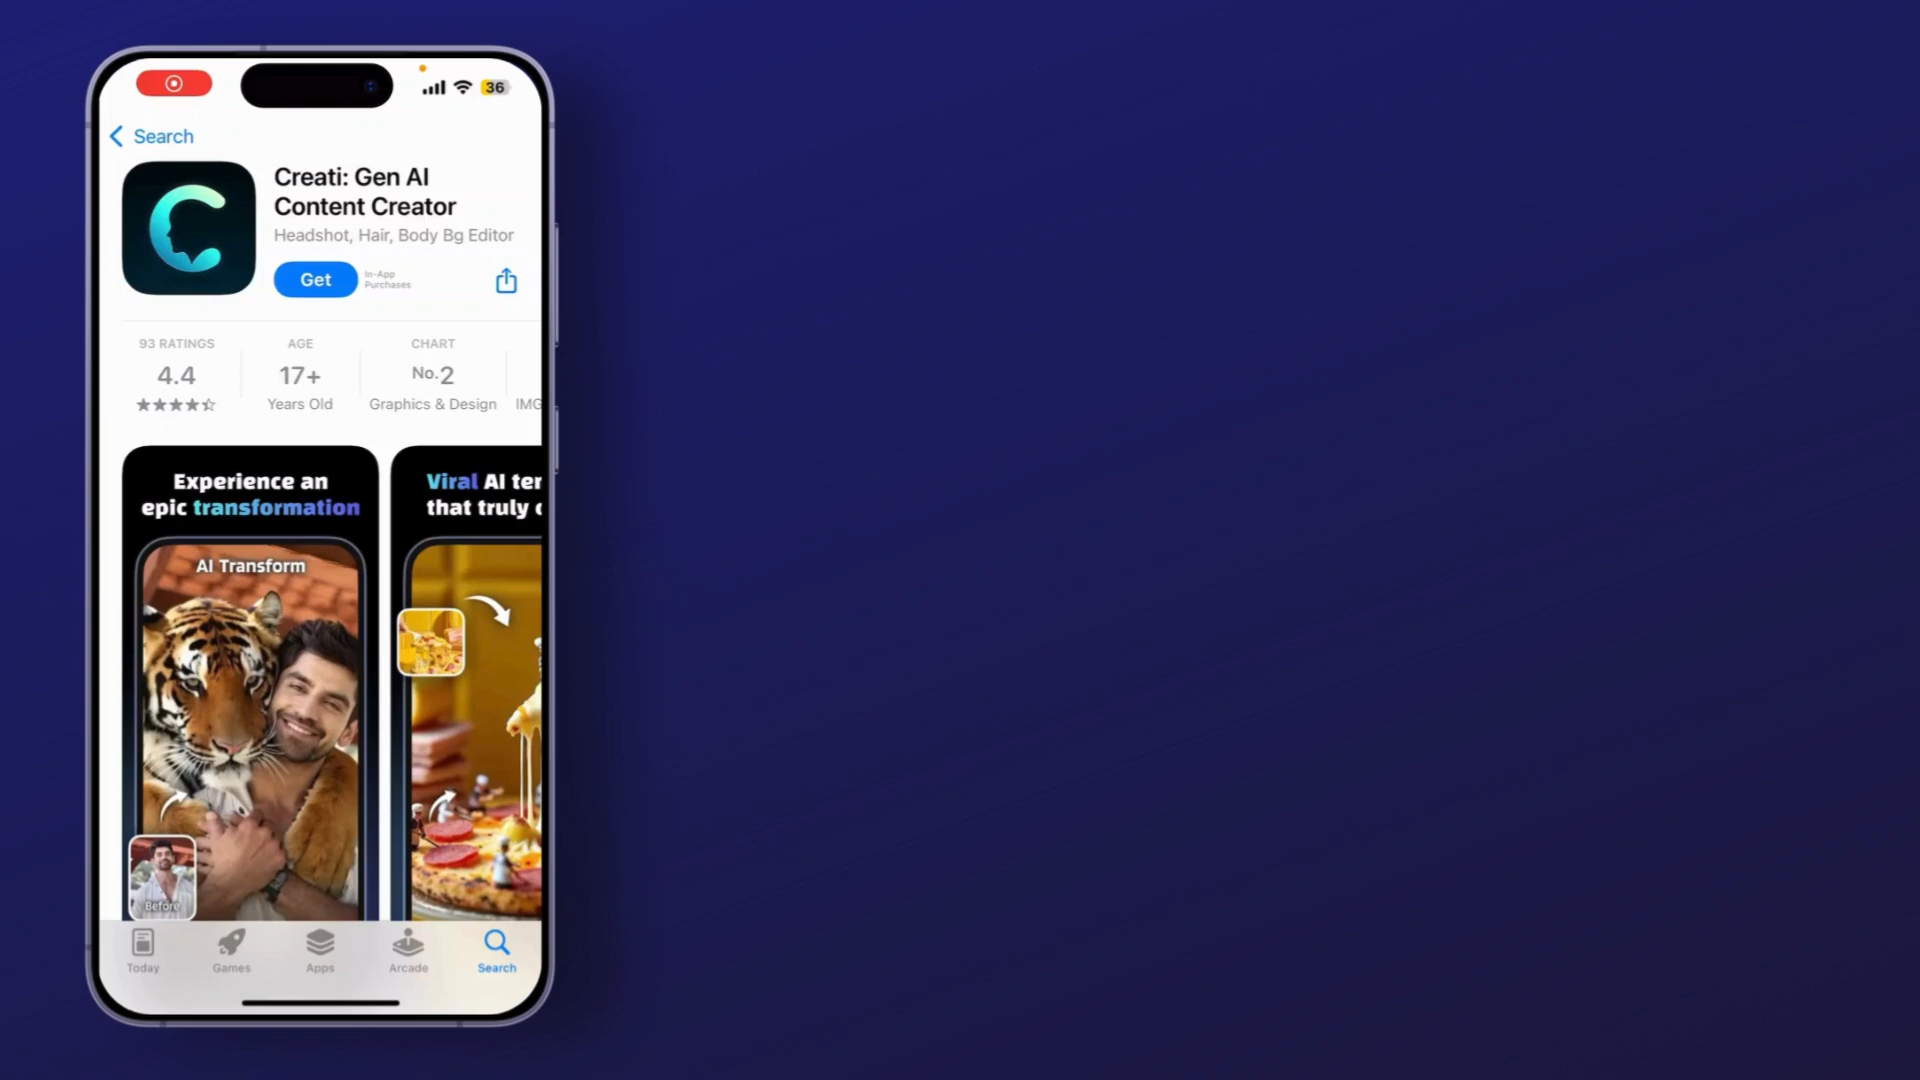 36
Search
Creati: Gen AI
Content Creator
Headshot, Hair, Body Bg Editor
Get
In-App
Purchases
93 RATINGS
4.4
AGE
17+
Years Old
CHART
No.2
Graphics & Design
IMG
Experience an
epic transformation
AI Transform
Before
Viral AI
that truly
Today
Games
Apps
Arcade
Search